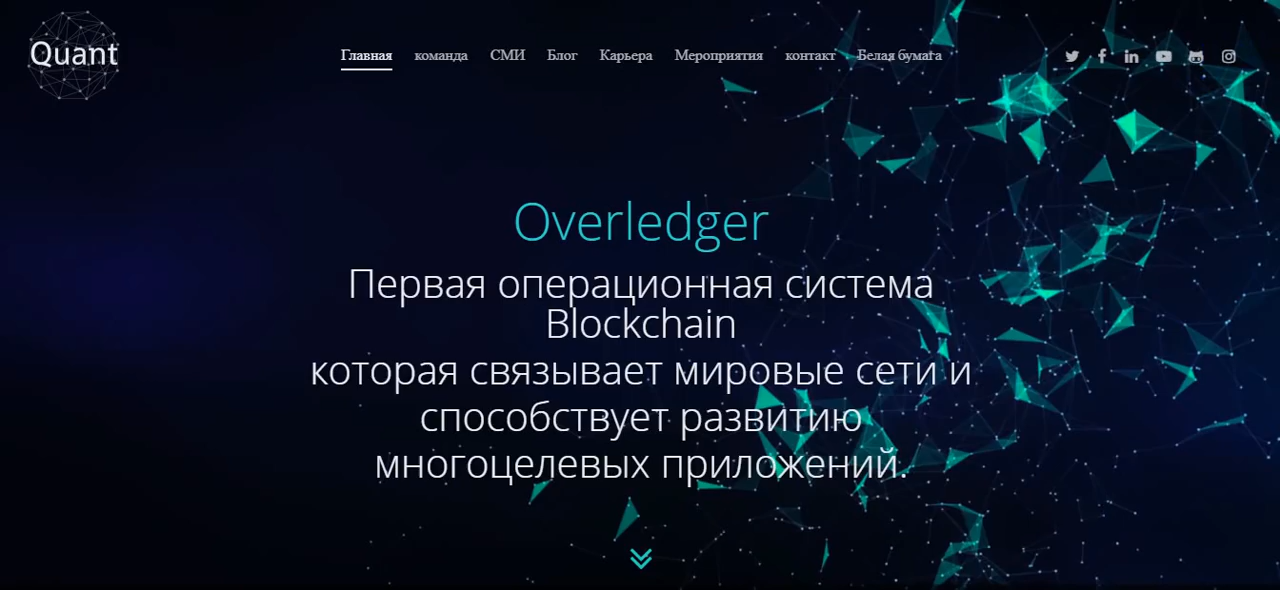 Quant
Главная команда СМИ Блог Карьера Мероприятия контакт Белая бумага
Overledger
Первая операционная система
Blockchain
которая связывает мировые сети и
способствует развитию
многоцелевых приложений.